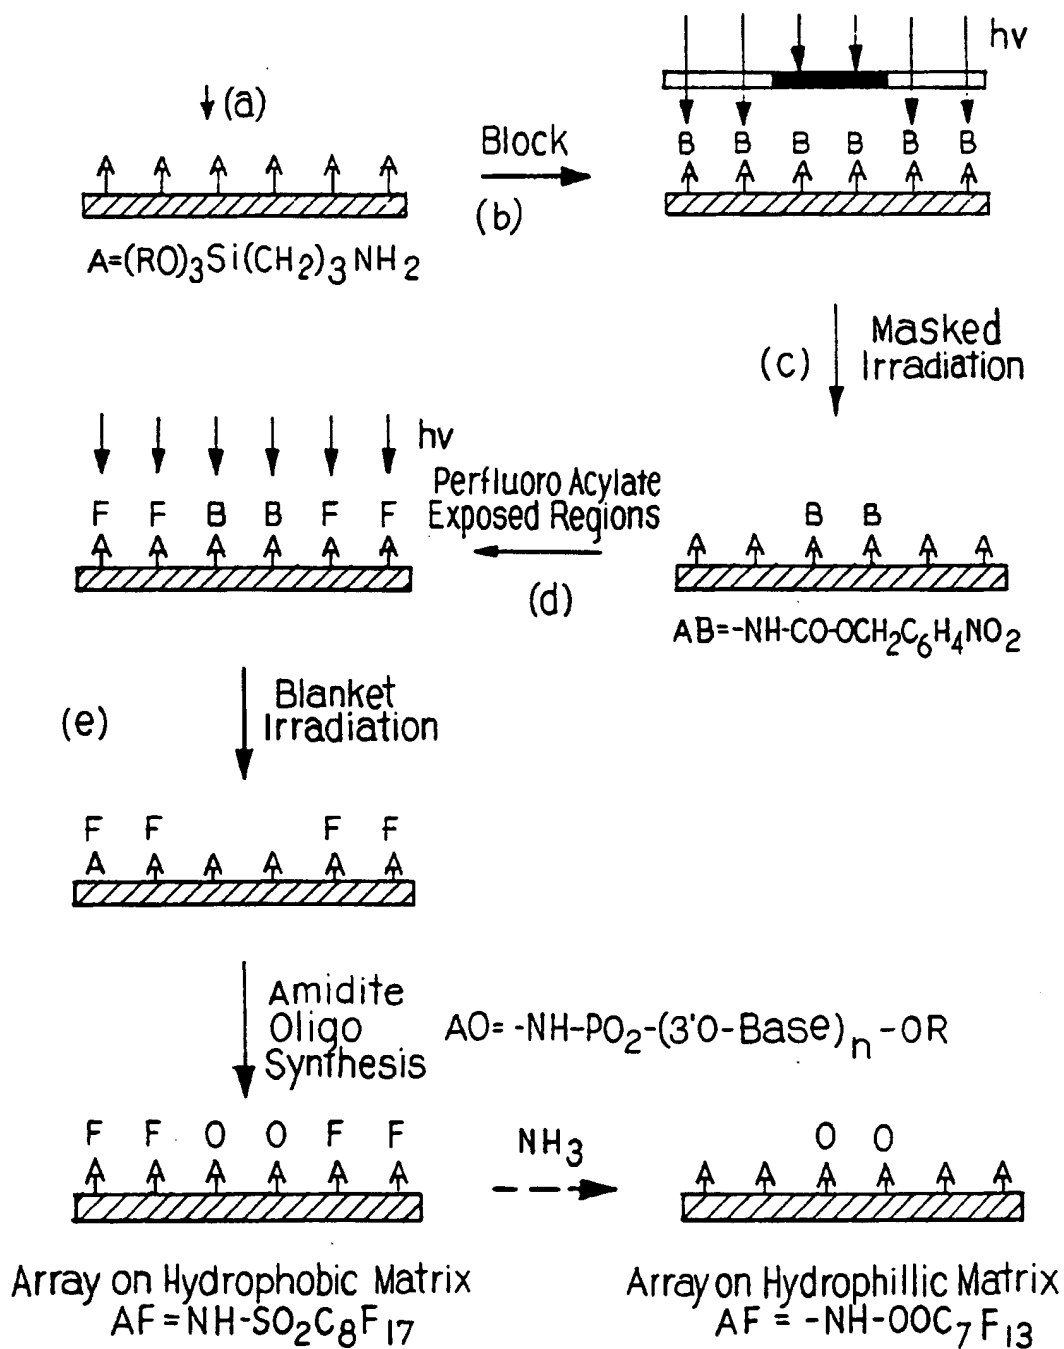 (a)
A A A A A A
A=(RO)₃Si(CH₂)₃NH₂
Block
(b)
hν
B B B B B B
A A A A A A
(c)
Masked
Irradiation
B B
A A A A A A
AB=-NH-CO-OCH₂C₆H₄NO₂
Perfluoro Acylate
Exposed Regions
(d)
hν
F F B B F F
A A A A A A
(e)
Blanket
Irradiation
F F F F
A A A A A A
Amidite
Oligo
Synthesis
AO= -NH-PO₂-(3'O-Base)ₙ-OR
F F O O F F
A A A A A A
NH₃
O O
A A A A A A
Array on Hydrophobic Matrix
AF=NH-SO₂C₈F₁₇
Array on Hydrophillic Matrix
AF = -NH-OOC₇F₁₃